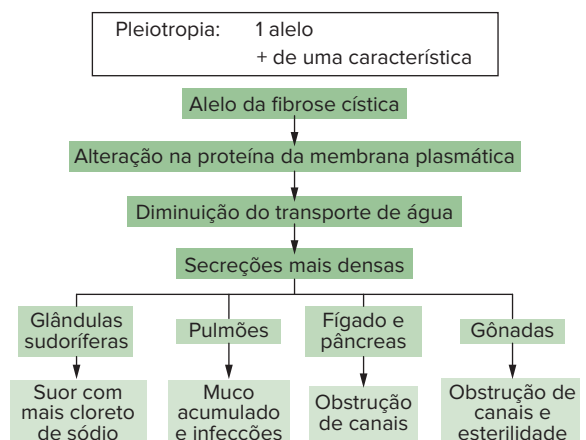 Pleiotropia: 1 alelo
+ de uma característica
Alelo da fibrose cística
Alteração na proteína da membrana plasmática
Diminuição do transporte de água
Secreções mais densas
Glândulas
sudoríferas
Pulmões
Fígado e
pâncreas
Gônadas
Suor com
mais cloreto
de sódio
Muco
acumulado
e infecções
Obstrução
de canais
Obstrução de
canais e
esterilidade